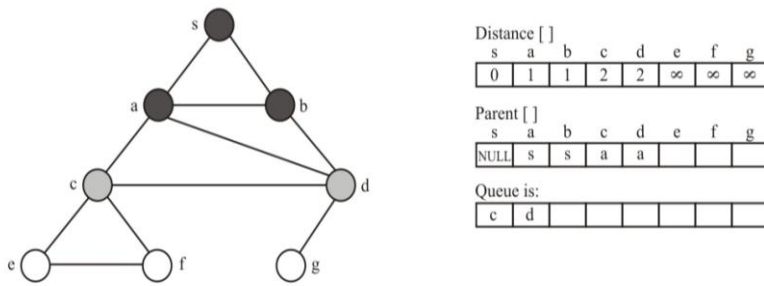 s
a b
c d
e f g
Distance [ ]
s a b c d e f g
0 1 1 2 2 ∞ ∞ ∞
Parent [ ]
s a b c d e f g
NULL s s a a
Queue is:
c d